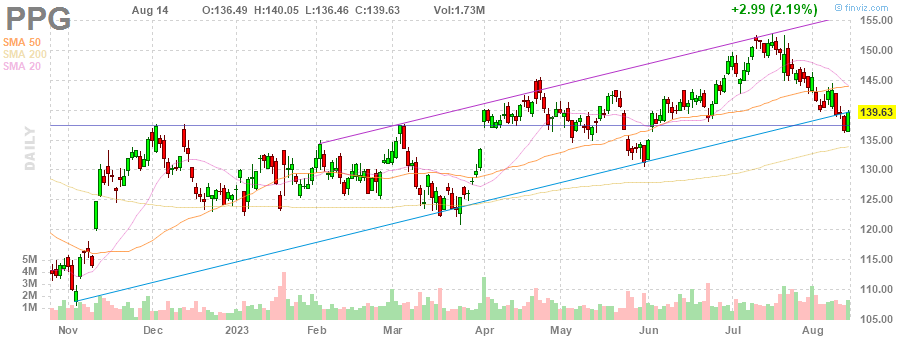 PPG Aug 14 O:136.49 H:140.05 L:136.46 C:139.63 Vol:1.73M +2.99 (2.19%) finviz.com
SMA 50
SMA 200
SMA 20
DAILY
155.00
150.00
145.00
139.63
135.00
130.00
125.00
120.00
115.00
110.00
105.00
5M
4M
3M
2M
1M
Nov Dec 2023 Feb Mar Apr May Jun Jul Aug